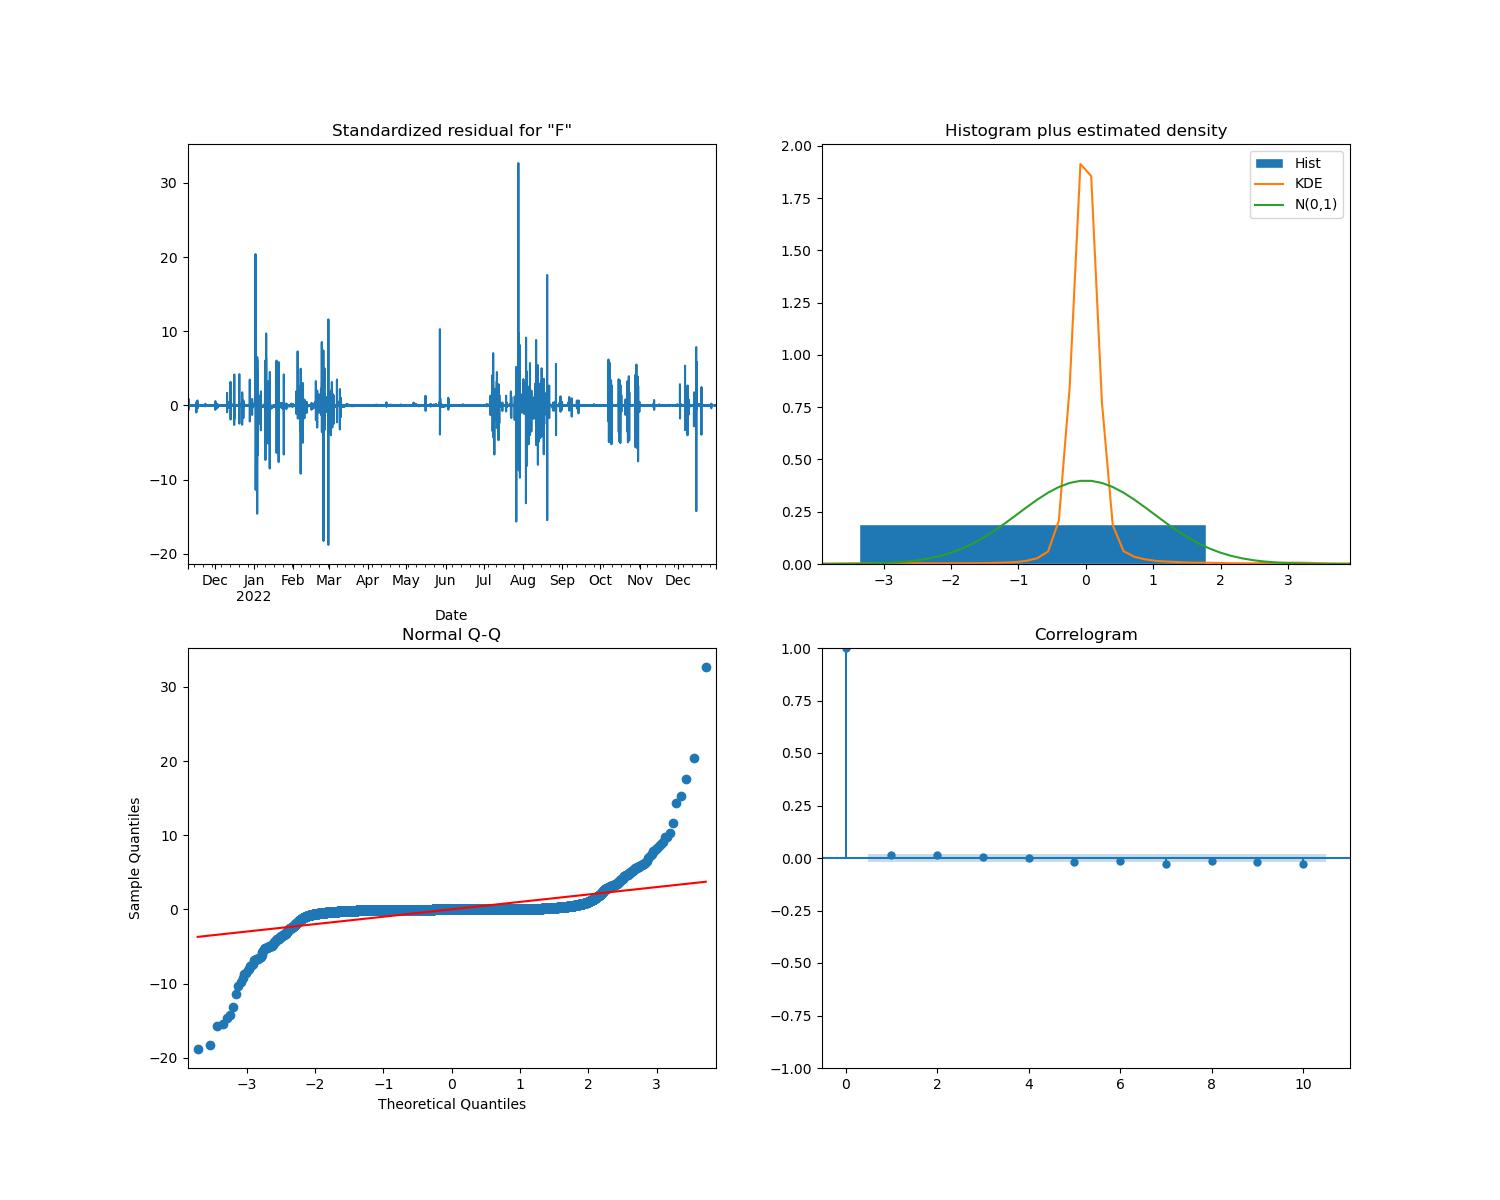 Standardized residual for "F"
30
20
10
0
−10
−20
Dec Jan Feb Mar Apr May Jun Jul Aug Sep Oct Nov Dec
2022
Date
Histogram plus estimated density
2.00
1.75
1.50
1.25
1.00
0.75
0.50
0.25
0.00
Hist
KDE
N(0,1)
−3 −2 −1 0 1 2 3
Normal Q-Q
Sample Quantiles
30
20
10
0
−10
−20
−3 −2 −1 0 1 2 3
Theoretical Quantiles
Correlogram
1.00
0.75
0.50
0.25
0.00
−0.25
−0.50
−0.75
−1.00
0 2 4 6 8 10